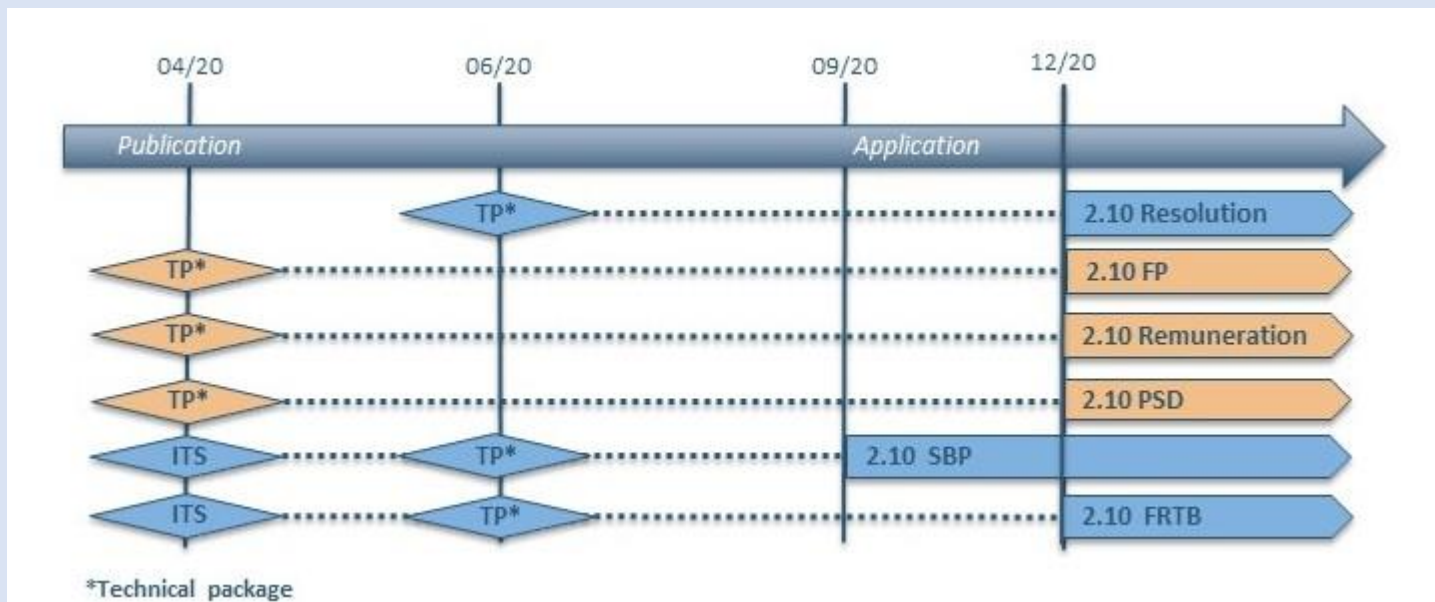 04/20 06/20 09/20 12/20
Publication Application
TP* 2.10 Resolution
TP* 2.10 FP
TP* 2.10 Remuneration
TP* 2.10 PSD
ITS TP* 2.10 SBP
ITS TP* 2.10 FRTB
*Technical package